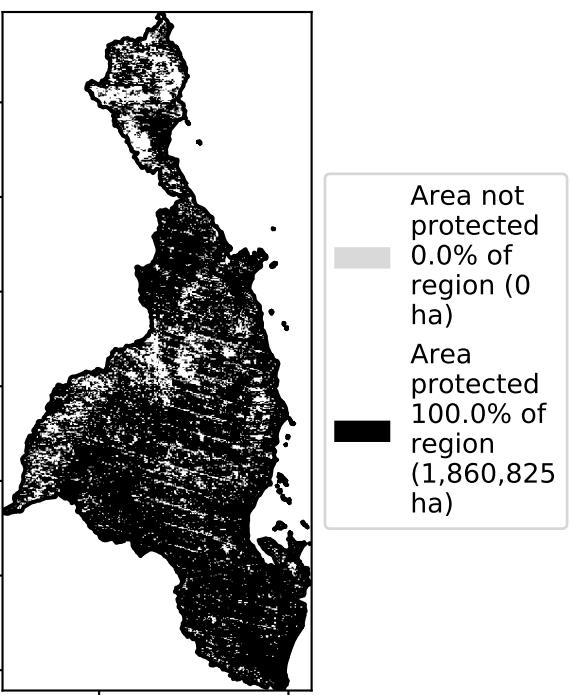 Area not
protected
0.0% of
region (0
ha)
Area
protected
100.0% of
region
(1,860,825
ha)